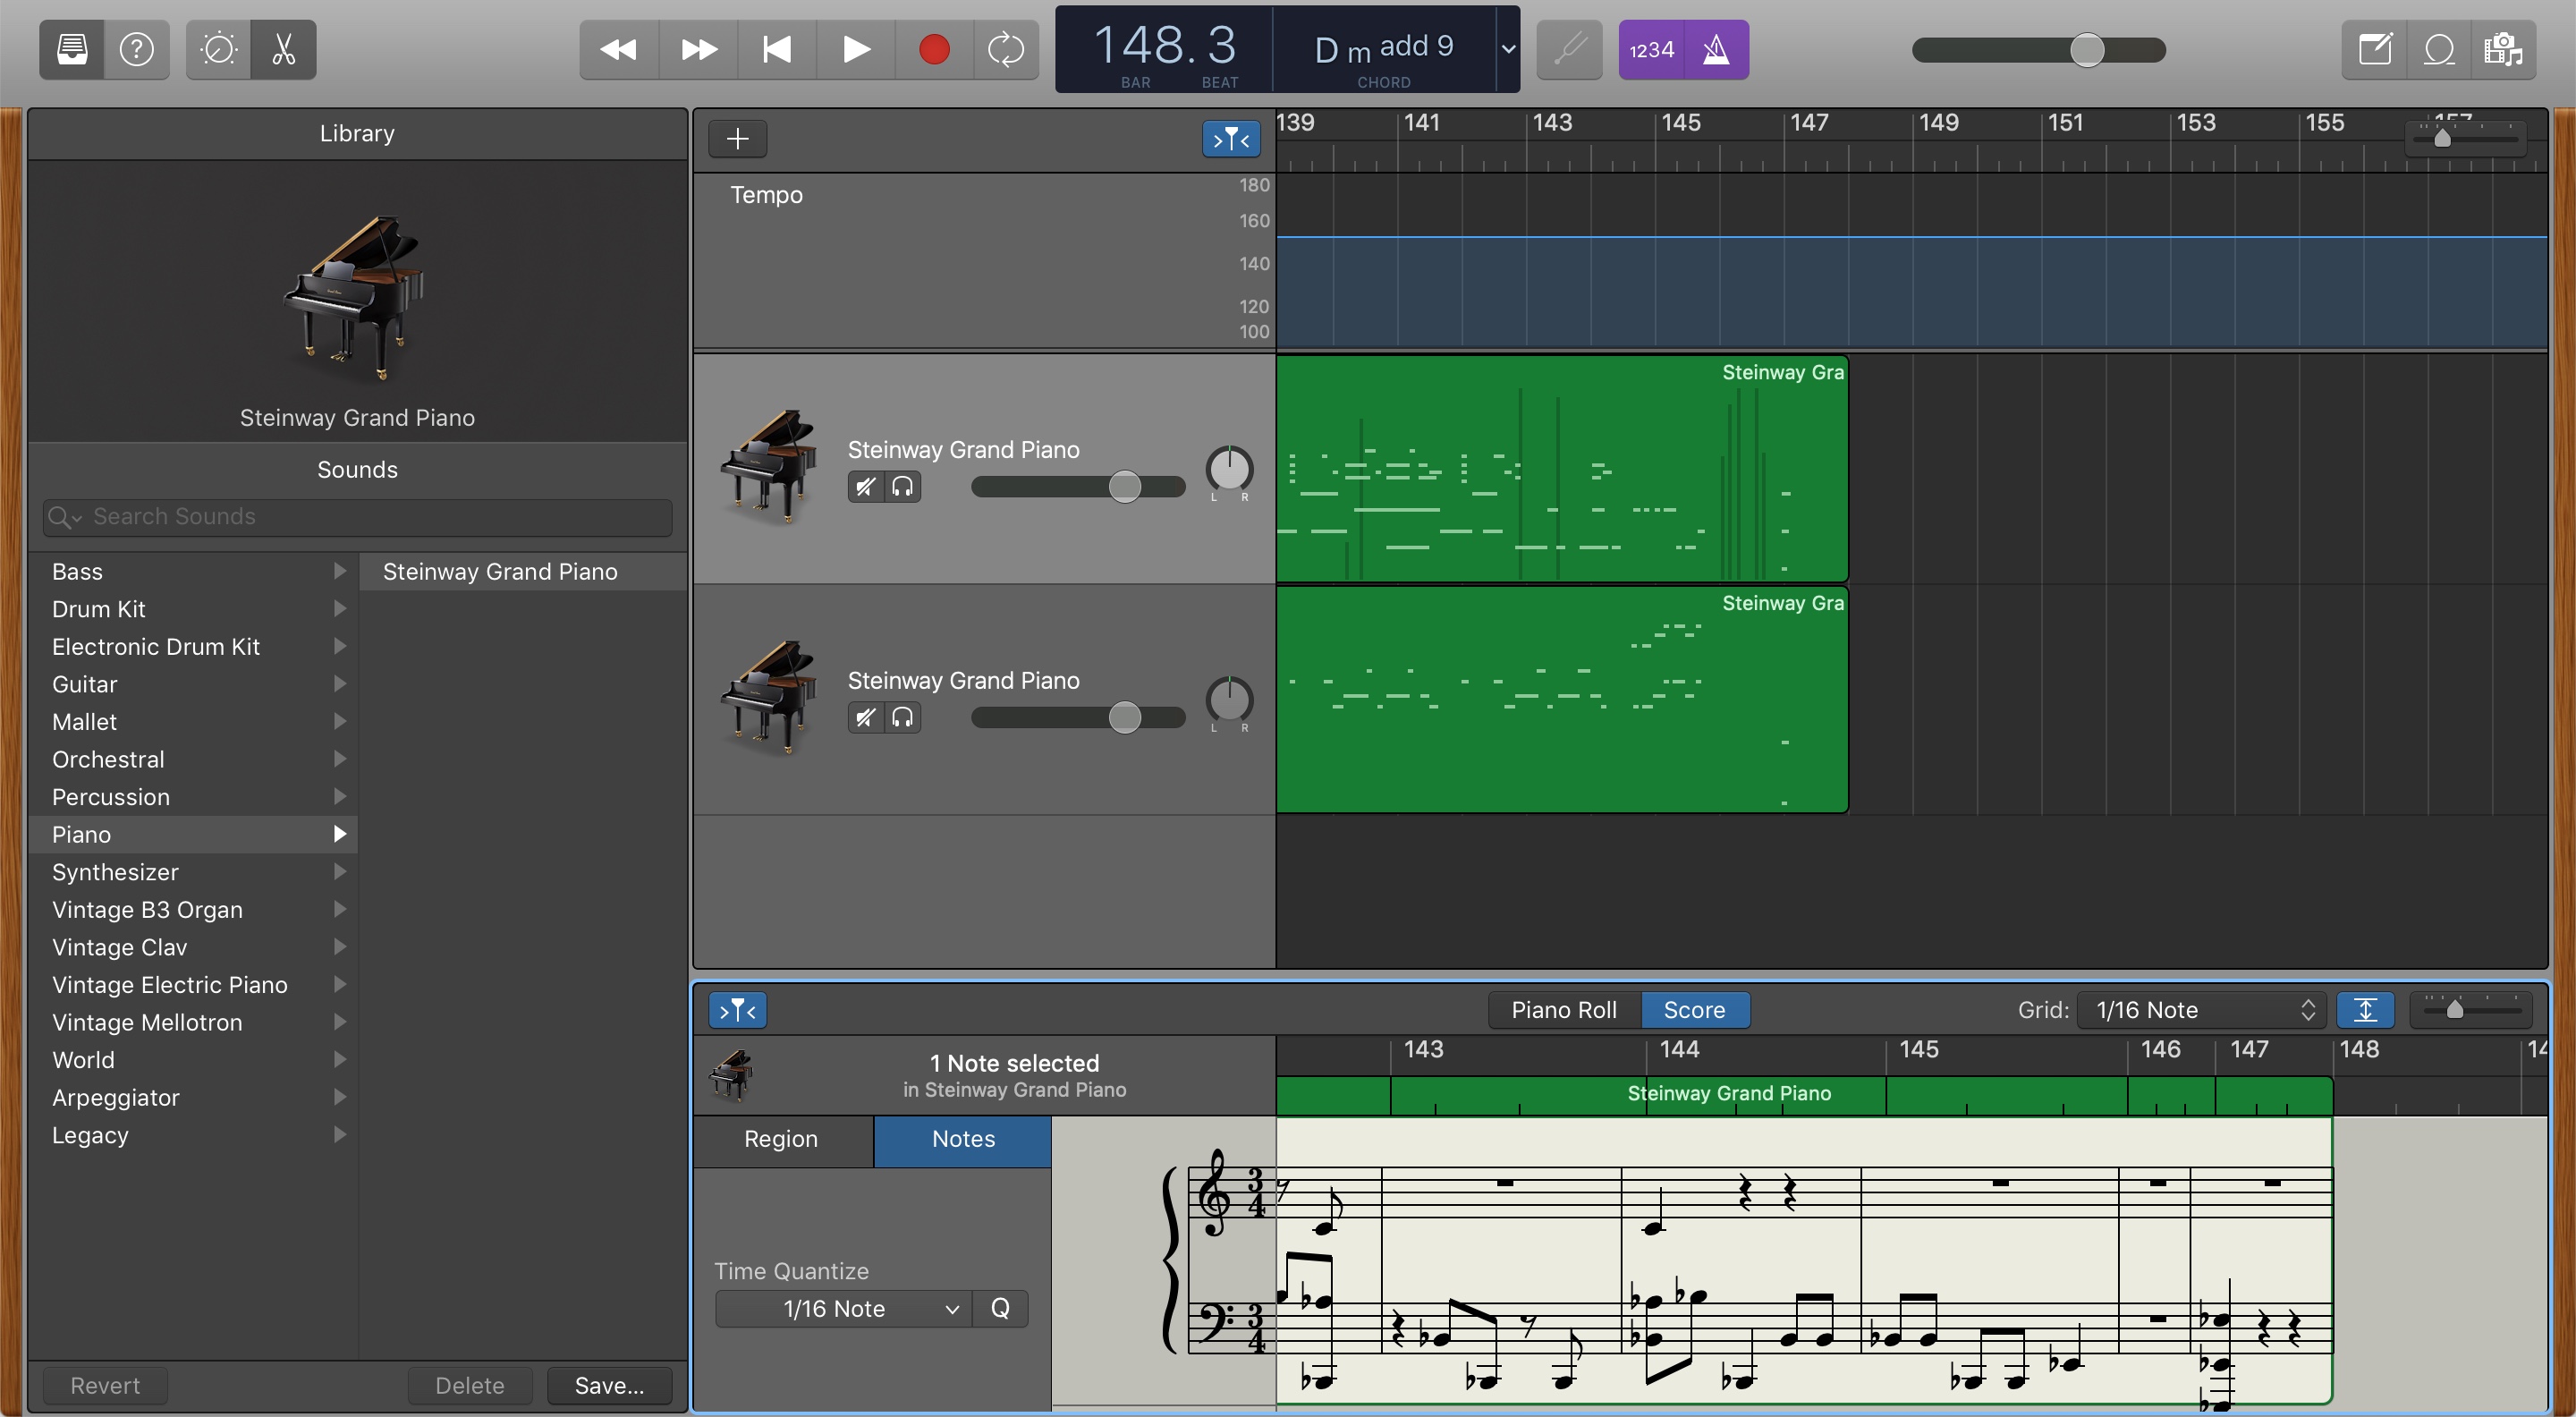 148. 3
BAR BEAT
D m add 9
CHORD
1234
Library
Steinway Grand Piano
Sounds
Search Sounds
Bass
Drum Kit
Electronic Drum Kit
Guitar
Mallet
Orchestral
Percussion
Piano
Synthesizer
Vintage B3 Organ
Vintage Clav
Vintage Electric Piano
Vintage Mellotron
World
Arpeggiator
Legacy
Steinway Grand Piano
Revert Delete Save...
139 141 143 145 147 149 151 153 155 157
Tempo
180
160
140
120
100
Steinway Grand Piano
L R
Steinway Gra
Steinway Grand Piano
L R
Steinway Gra
Piano Roll Score Grid: 1/16 Note
1 Note selected
in Steinway Grand Piano
143 144 145 146 147 148 14
Steinway Grand Piano
Region Notes
Time Quantize
1/16 Note Q
3
4
3
4